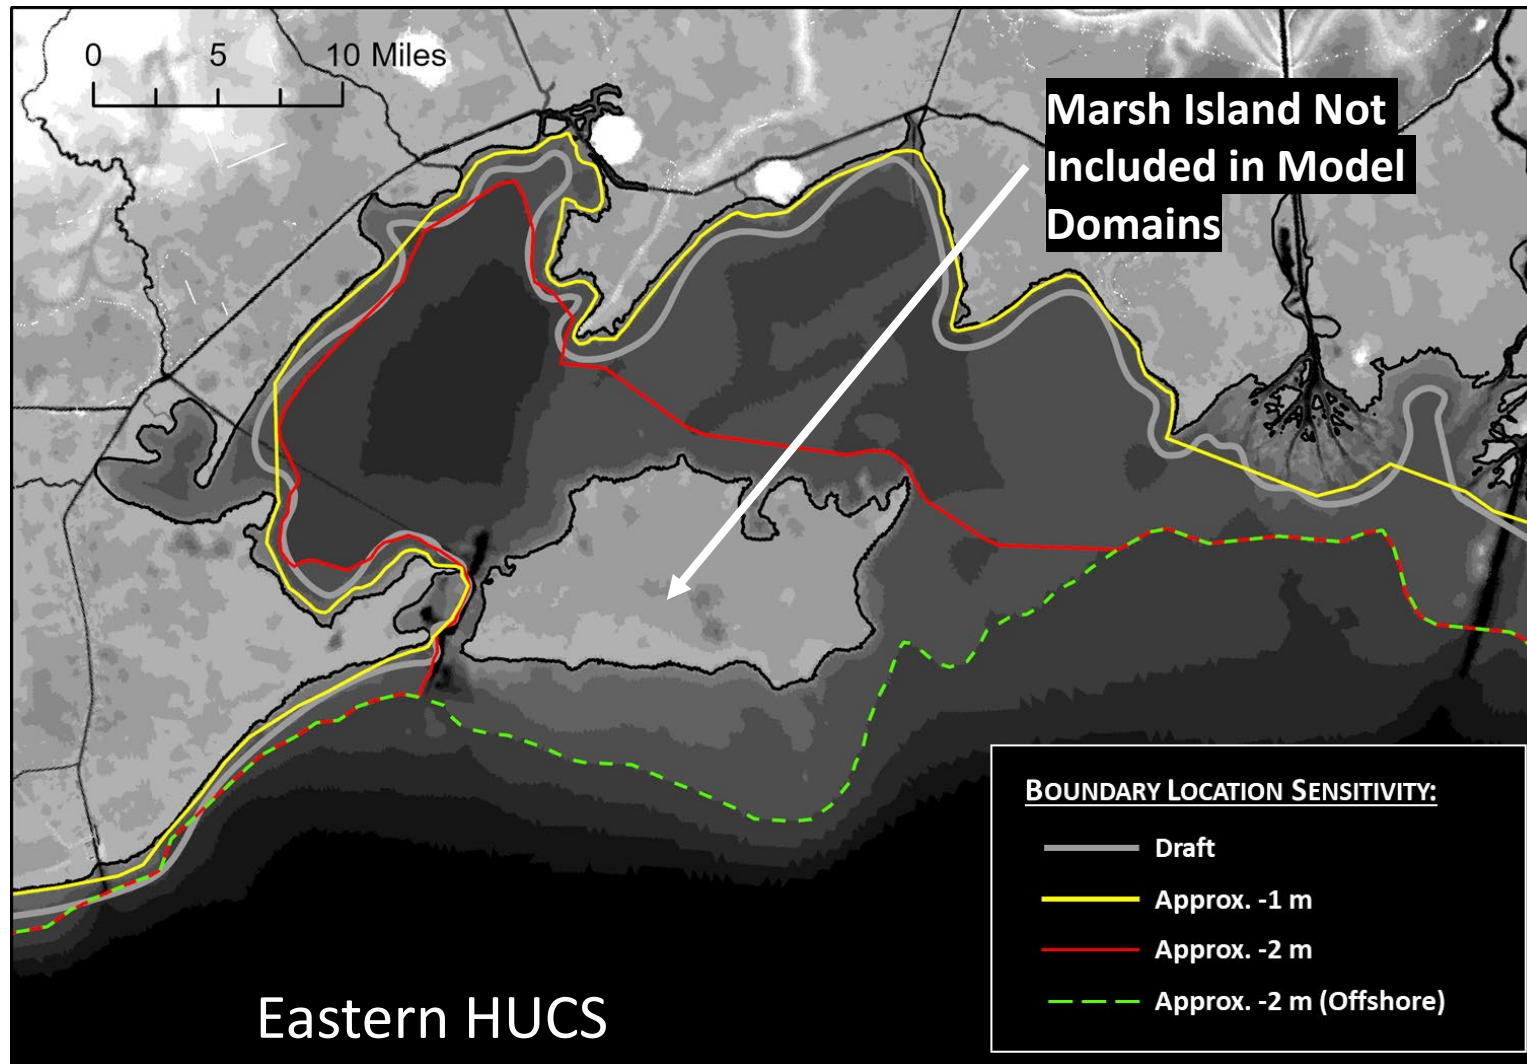 0 5 10 Miles
Marsh Island Not
Included in Model
Domains
BOUNDARY LOCATION SENSITIVITY:
Draft
Approx. -1 m
Approx. -2 m
Approx. -2 m (Offshore)
Eastern HUCS